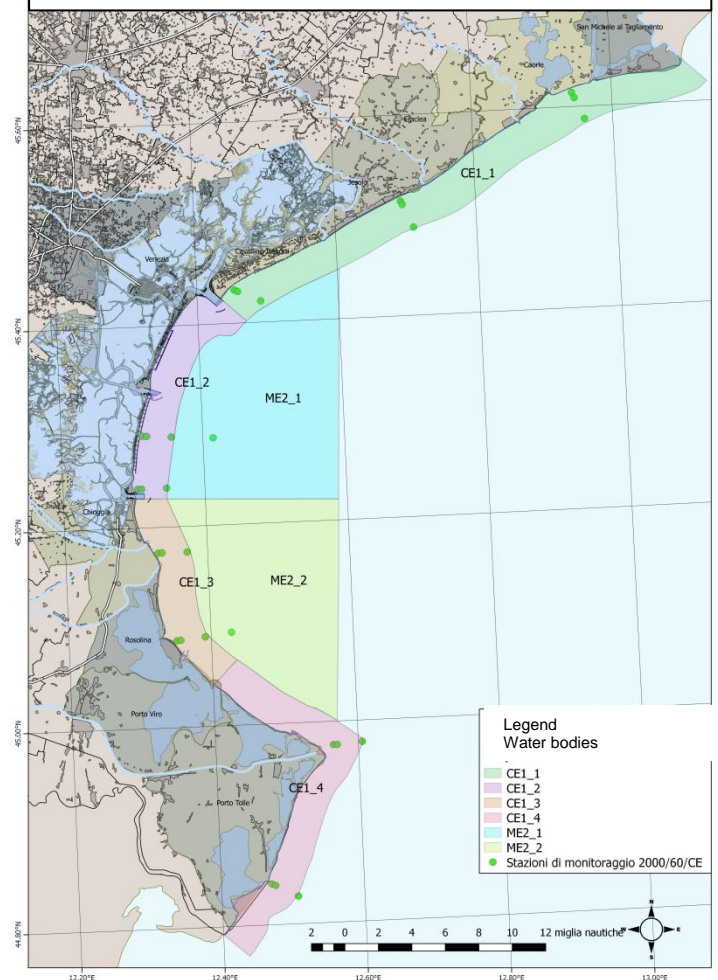 San Michele al Tagliamento
Caorle
Eraclea
Jesolo
Cavallino-Treporti
Venezia
Chioggia
Rosolina
Porto Viro
Porto Tolle
CE1_1
CE1_2
ME2_1
CE1_3
ME2_2
CE1_4
45.60°N
45.40°N
45.20°N
45.00°N
44.80°N
12.20°E
12.40°E
12.60°E
12.80°E
13.00°E
Legend
Water bodies
CE1_1
CE1_2
CE1_3
CE1_4
ME2_1
ME2_2
Stazioni di monitoraggio 2000/60/CE
2 0 2 4 6 8 10 12 miglia nautiche
N
W
E
S